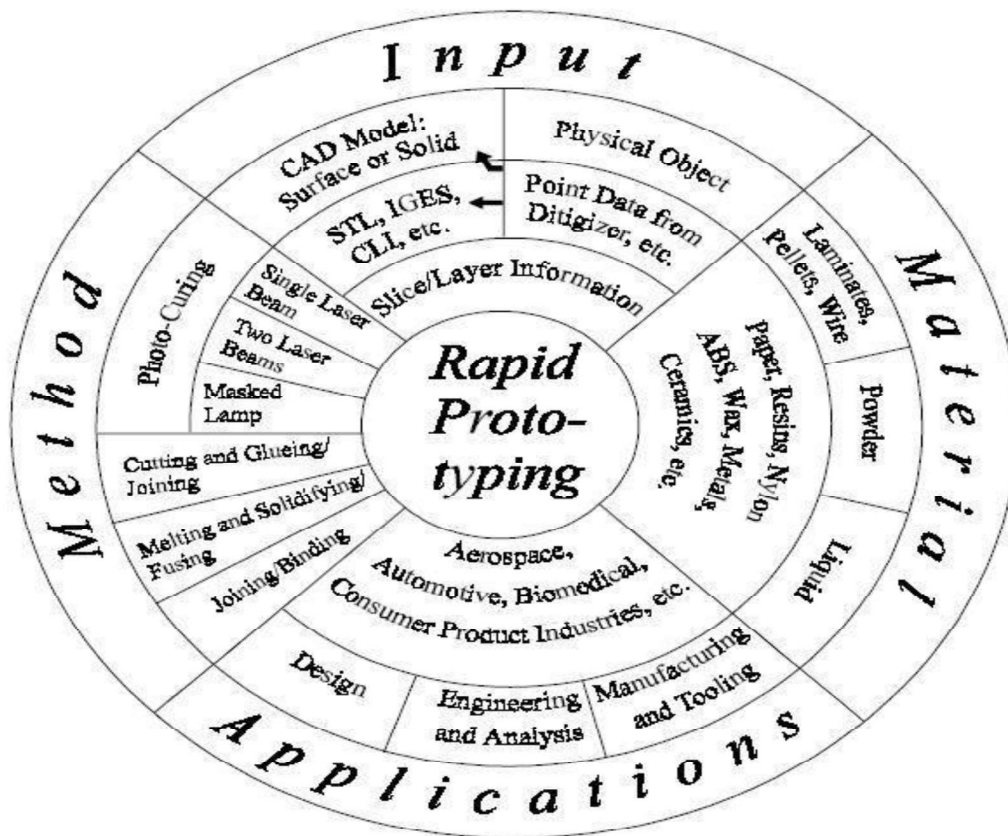 Input
CAD Model:
Surface or Solid
Physical Object
STL, IGES,
CLI, etc.
Point Data from
Ditigizer, etc.
Slice/Layer Information
Method
Photo-Curing
Single Laser
Beam
Two Laser
Beams
Masked
Lamp
Cutting and Glueing/
Joining
Melting and Solidifying/
Fusing
Joining/Binding
Rapid
Proto-
typing
Material
Laminates,
Pellets, Wire
Powder
Liquid
Paper, Resins, Nylon
ABS, Wax, Metals,
Ceramics, etc.
Aerospace,
Automotive, Biomedical,
Consumer Product Industries, etc.
Design
Engineering
and Analysis
Manufacturing
and Tooling
Applications